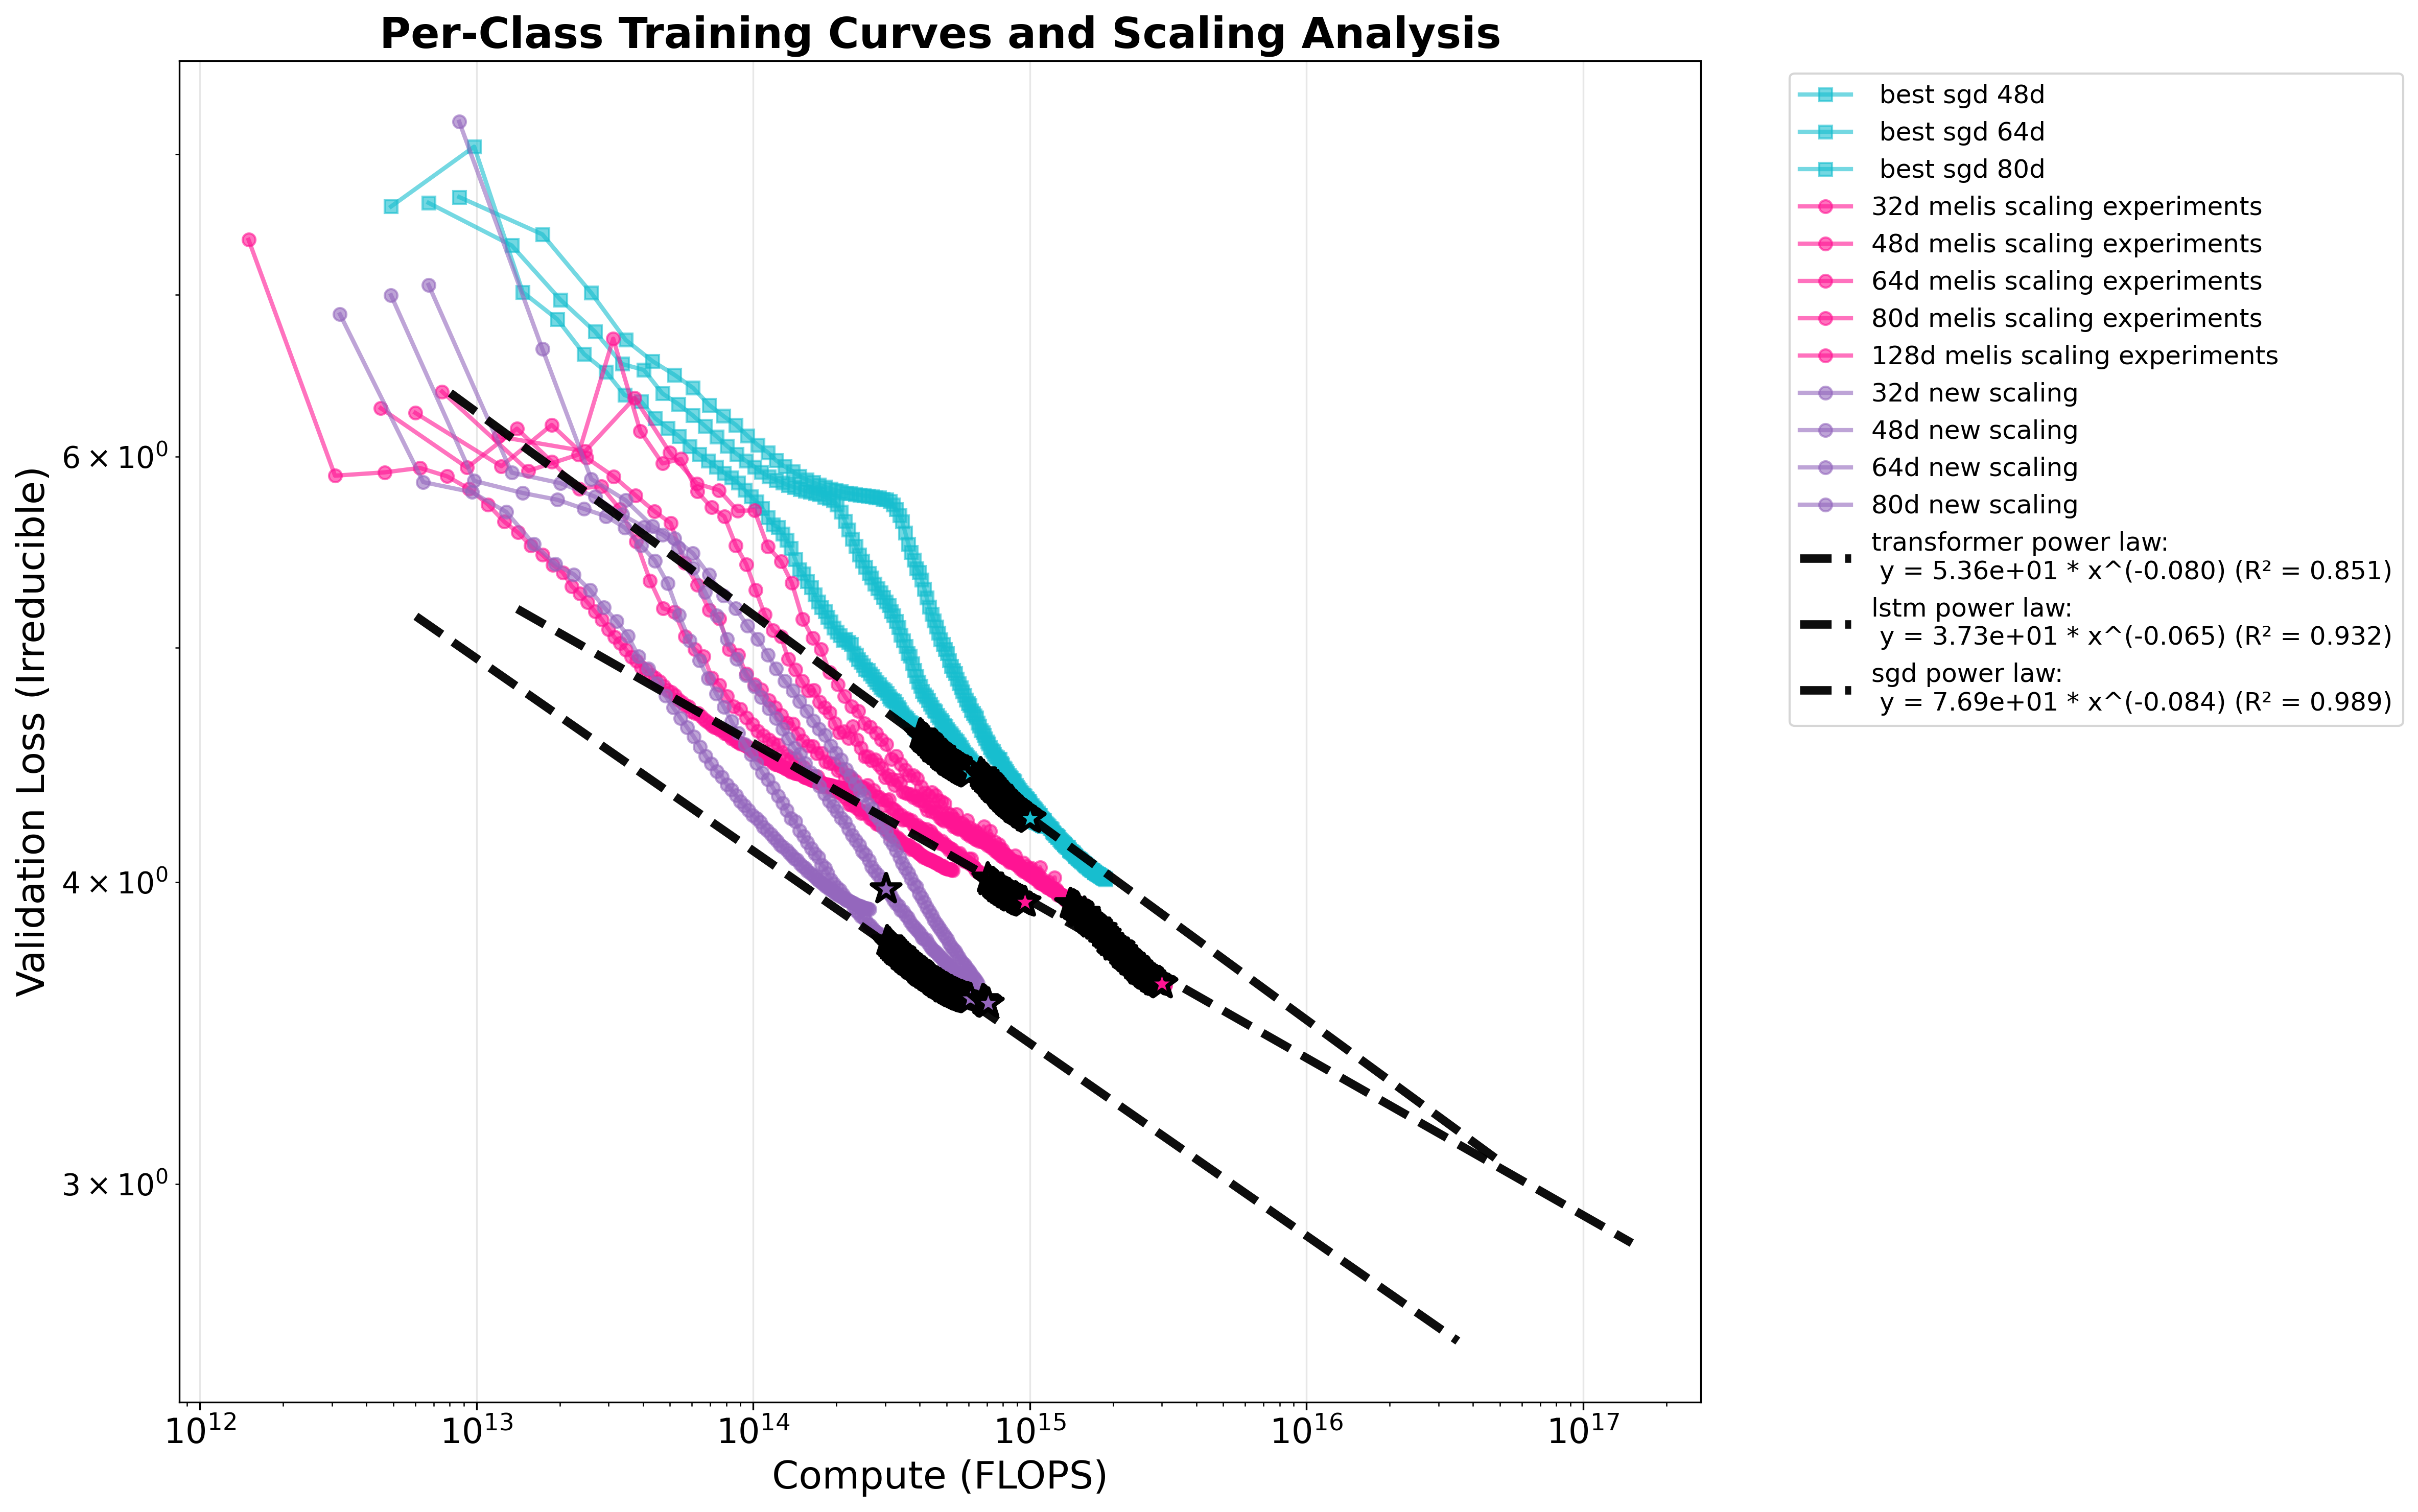 Per-Class Training Curves and Scaling Analysis
Validation Loss (Irreducible)
6 × 10⁰
4 × 10⁰
3 × 10⁰
10¹²
10¹³
10¹⁴
10¹⁵
10¹⁶
10¹⁷
Compute (FLOPS)
best sgd 48d
best sgd 64d
best sgd 80d
32d melis scaling experiments
48d melis scaling experiments
64d melis scaling experiments
80d melis scaling experiments
128d melis scaling experiments
32d new scaling
48d new scaling
64d new scaling
80d new scaling
transformer power law:
y = 5.36e+01 * x^(-0.080) (R² = 0.851)
lstm power law:
y = 3.73e+01 * x^(-0.065) (R² = 0.932)
sgd power law:
y = 7.69e+01 * x^(-0.084) (R² = 0.989)